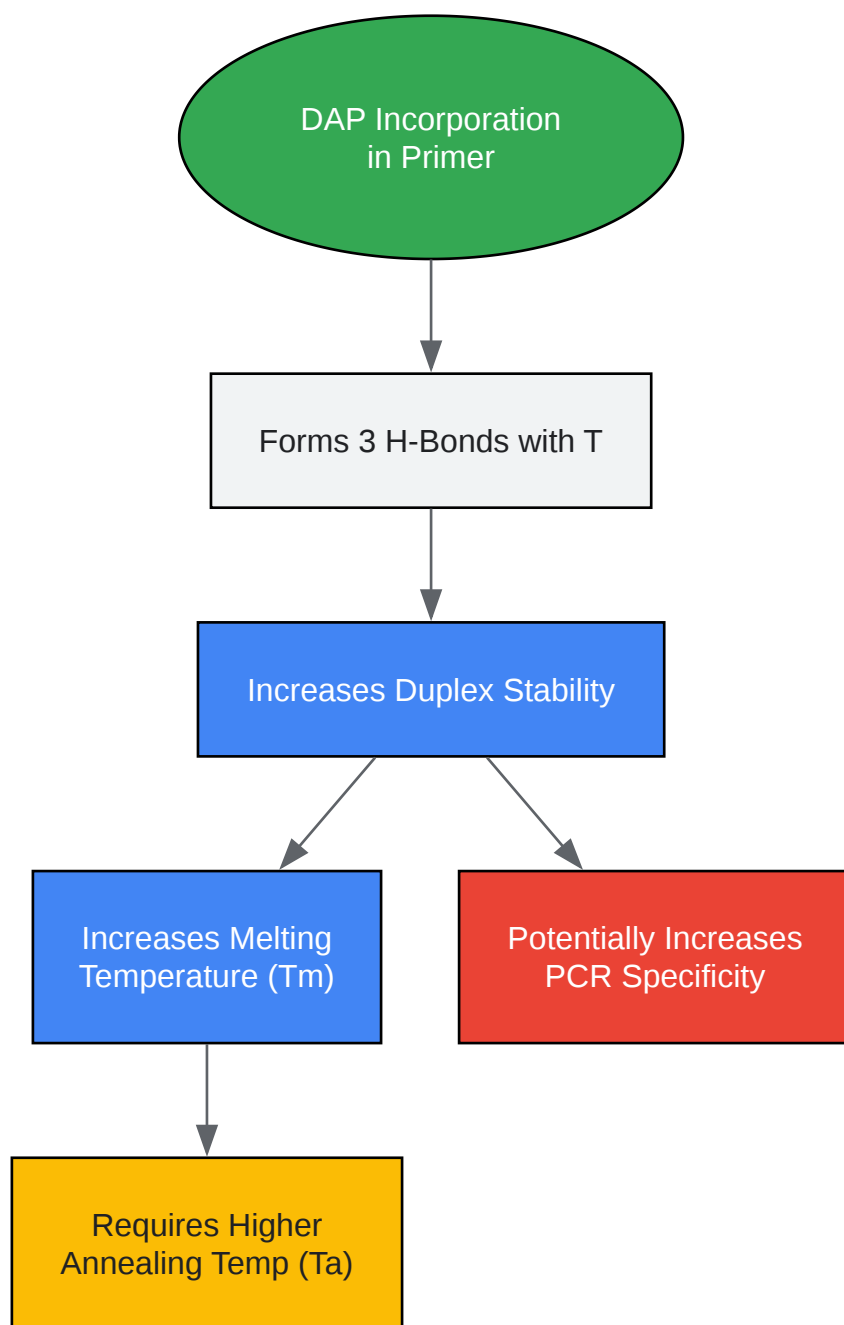 DAP Incorporation
in Primer
Forms 3 H-Bonds with T
Increases Duplex Stability
Increases Melting
Temperature (Tm)
Potentially Increases
PCR Specificity
Requires Higher
Annealing Temp (Ta)